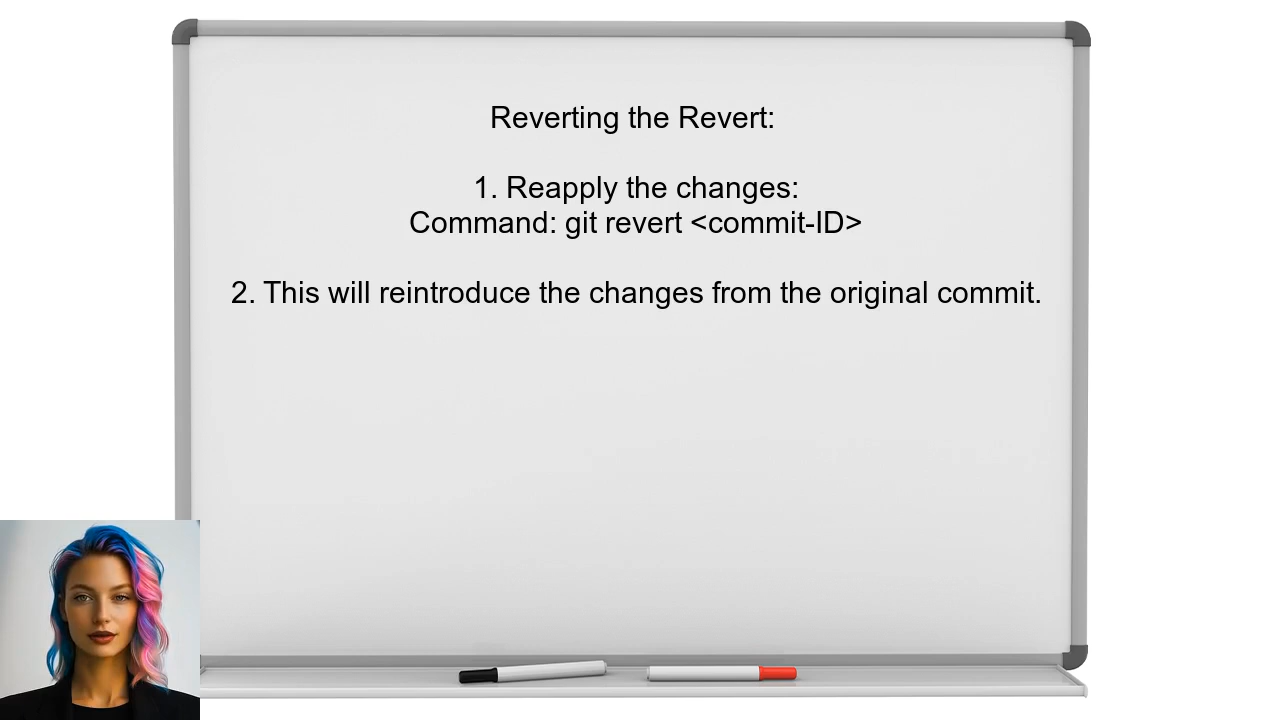 Reverting the Revert:
1. Reapply the changes:
Command: git revert <commit-ID>
2. This will reintroduce the changes from the original commit.